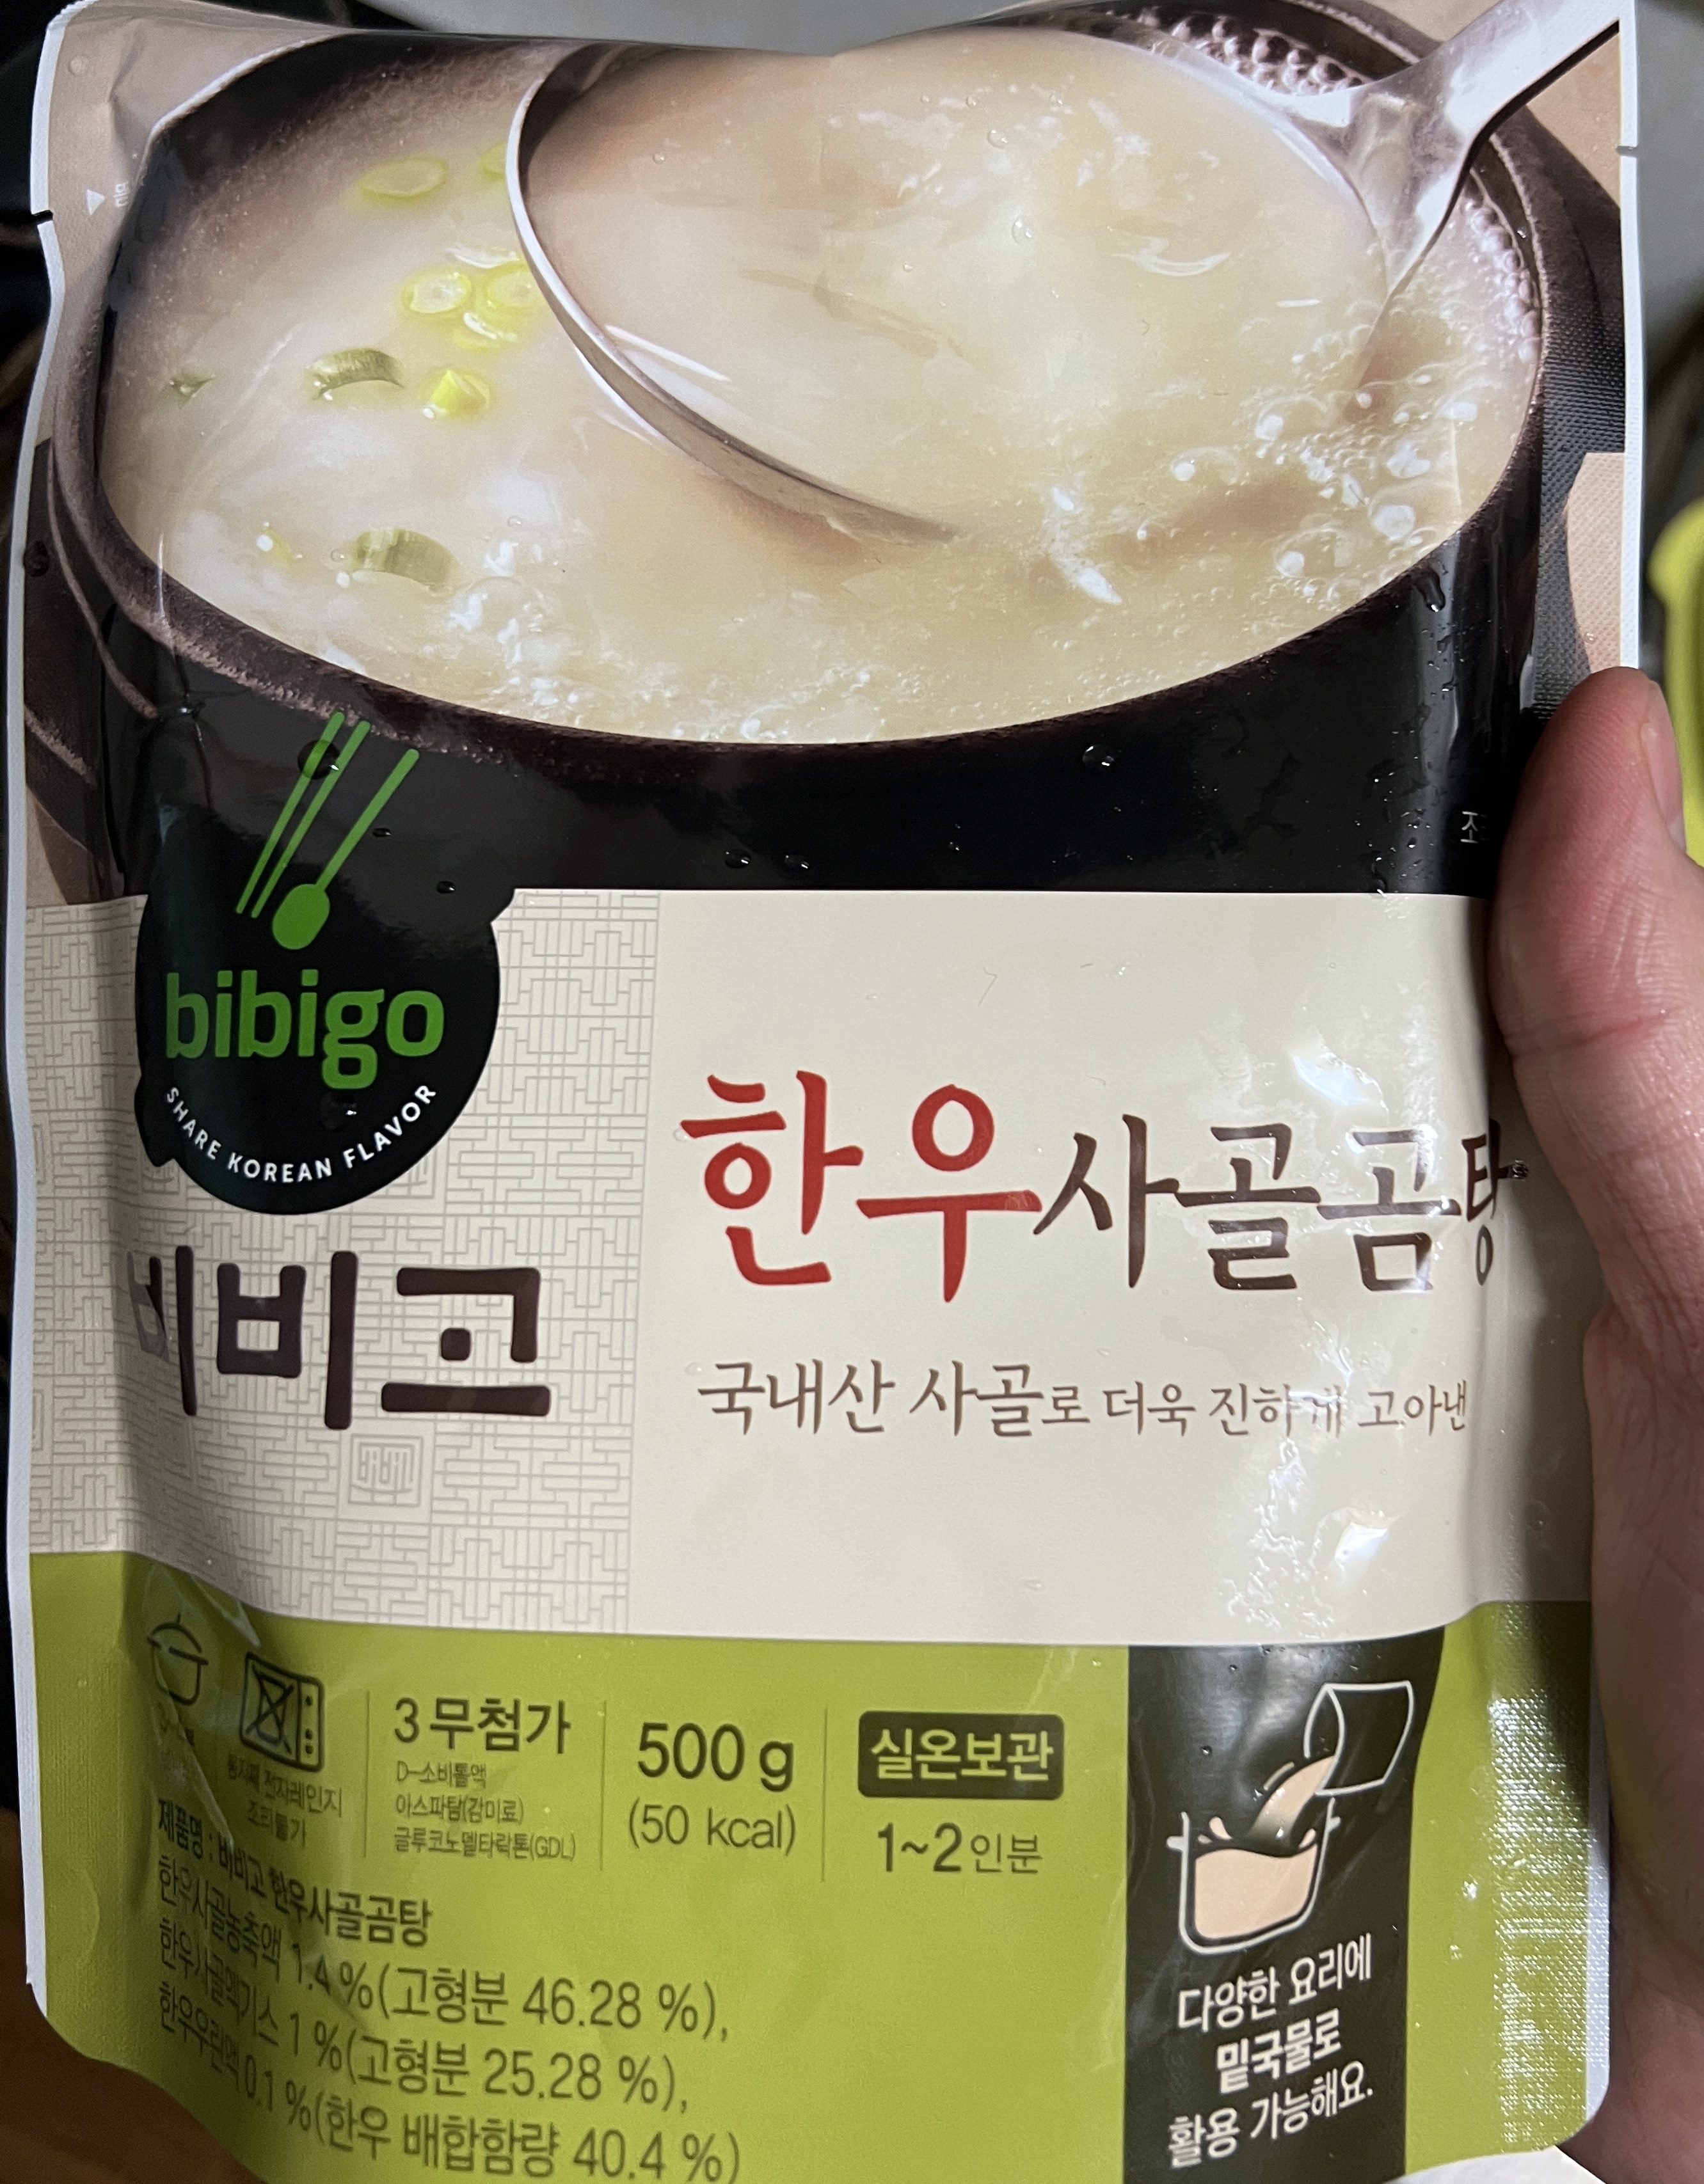 bibigo
SHARE KOREAN FLAVOR
비비고
한우사골곰탕
국내산 사골로 더욱 진하게 고아낸
전자레인지
조리불가
3무첨가
D-소비톨액
아스파탐(감미료)
글루코노델타락톤(GDL)
500 g
(50 kcal)
실온보관
1~2인분
제품명 : 비비고 한우사골곰탕
한우사골농축액 1.4 %(고형분 46.28 %),
한우사골엑기스 1 %(고형분 25.28 %),
한우우린액 0.1 %(한우 배합함량 40.4 %)
다양한 요리에
밑국물로
활용 가능해요.